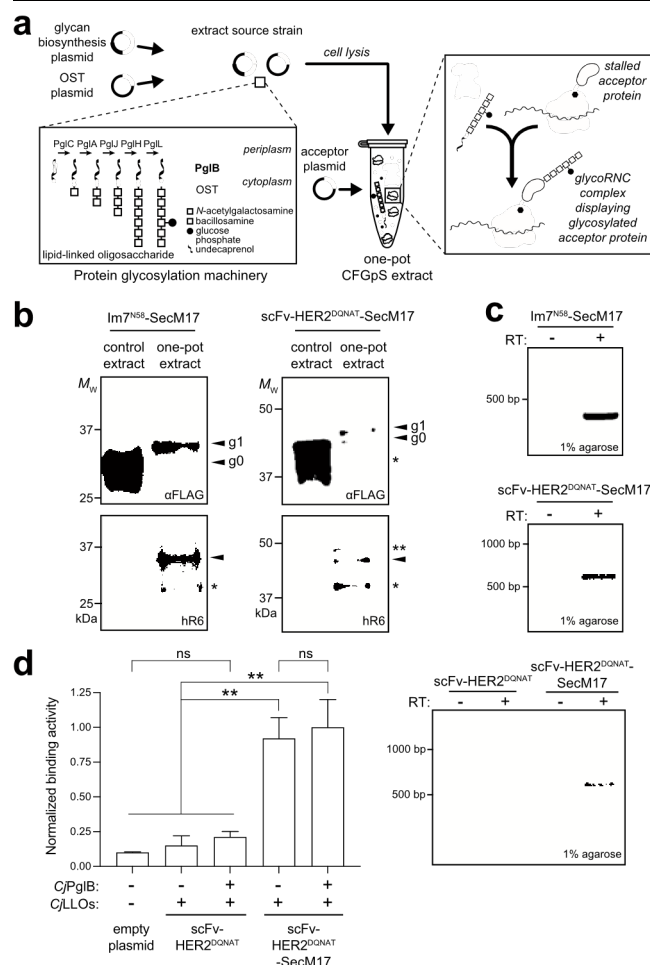 a
glycan
biosynthesis
plasmid
OST
plasmid
extract source strain
cell lysis
PglC PglA PglJ PglH PglL
periplasm
PglB
OST
cytoplasm
N-acetylgalactosamine
bacillosamine
glucose
phosphate
undecaprenol
lipid-linked oligosaccharide
Protein glycosylation machinery
acceptor
plasmid
one-pot
CFGpS extract
stalled
acceptor
protein
glycoRNC
complex
displaying
glycosylated
acceptor protein
b
Im7N58-SecM17
control
extract
one-pot
extract
MW
37
25
g1
g0
αFLAG
37
25
kDa
*
hR6
scFv-HER2DQNAT-SecM17
control
extract
one-pot
extract
MW
50
37
g1
g0
*
αFLAG
50
37
**
*
hR6
c
Im7N58-SecM17
RT: - +
500 bp
1% agarose
scFv-HER2DQNAT-SecM17
RT: - +
1000 bp
500 bp
1% agarose
scFv-HER2DQNAT
scFv-HER2DQNAT-
SecM17
RT: - + - +
1000 bp
500 bp
1% agarose
d
ns
**
**
ns
Normalized binding activity
1.25
1.00
0.75
0.50
0.25
0.00
CjPglB: - - + - +
CjLLOs: - + + + +
empty
plasmid
scFv-
HER2DQNAT
scFv-
HER2DQNAT
-SecM17